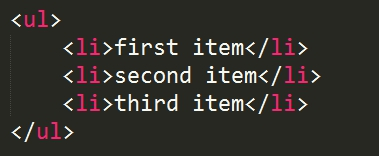 <ul>
    <li>first item</li>
    <li>second item</li>
    <li>third item</li>
</ul>